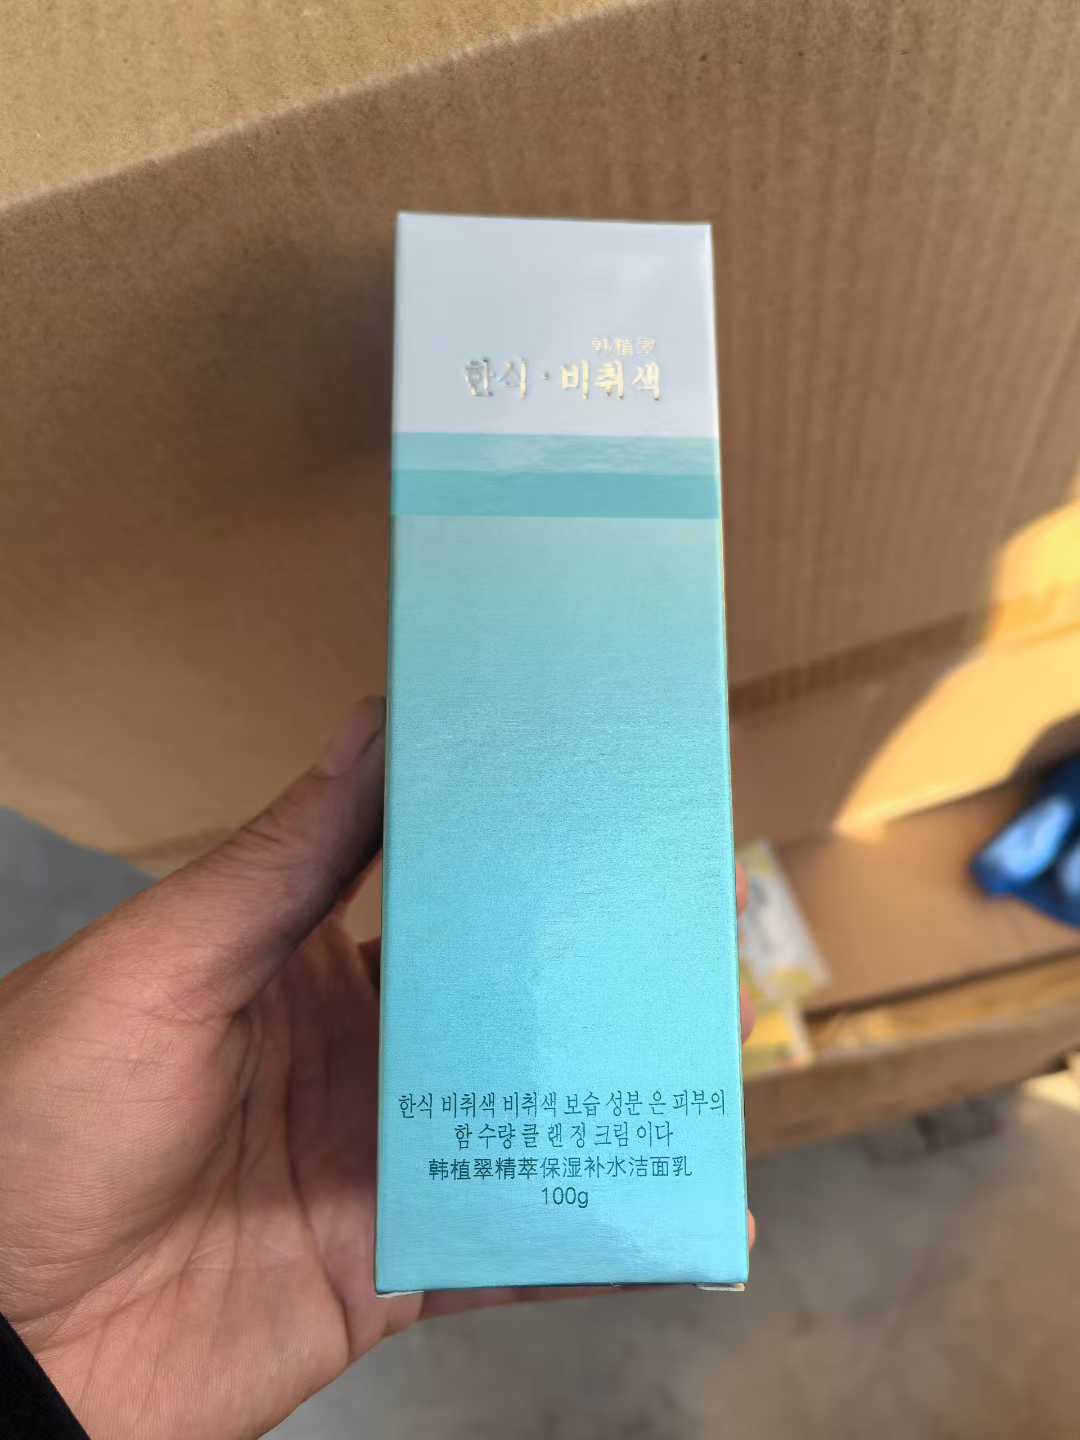 韩植翠
한식·비취색
한식 비취색 비취색 보습 성분 은 피부의
함 수량 클 랜 징 크림 이다
韩植翠精萃保湿补水洁面乳
100g